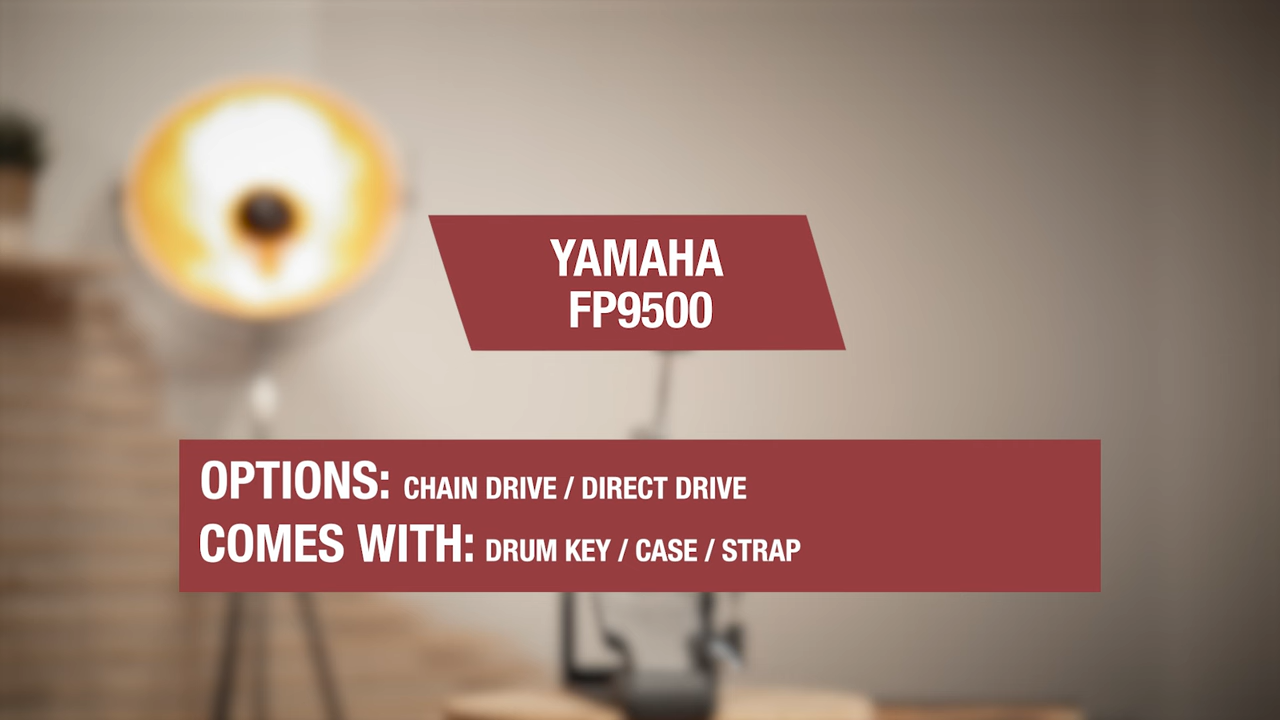 YAMAHA
FP9500
OPTIONS: CHAIN DRIVE / DIRECT DRIVE
COMES WITH: DRUM KEY / CASE / STRAP